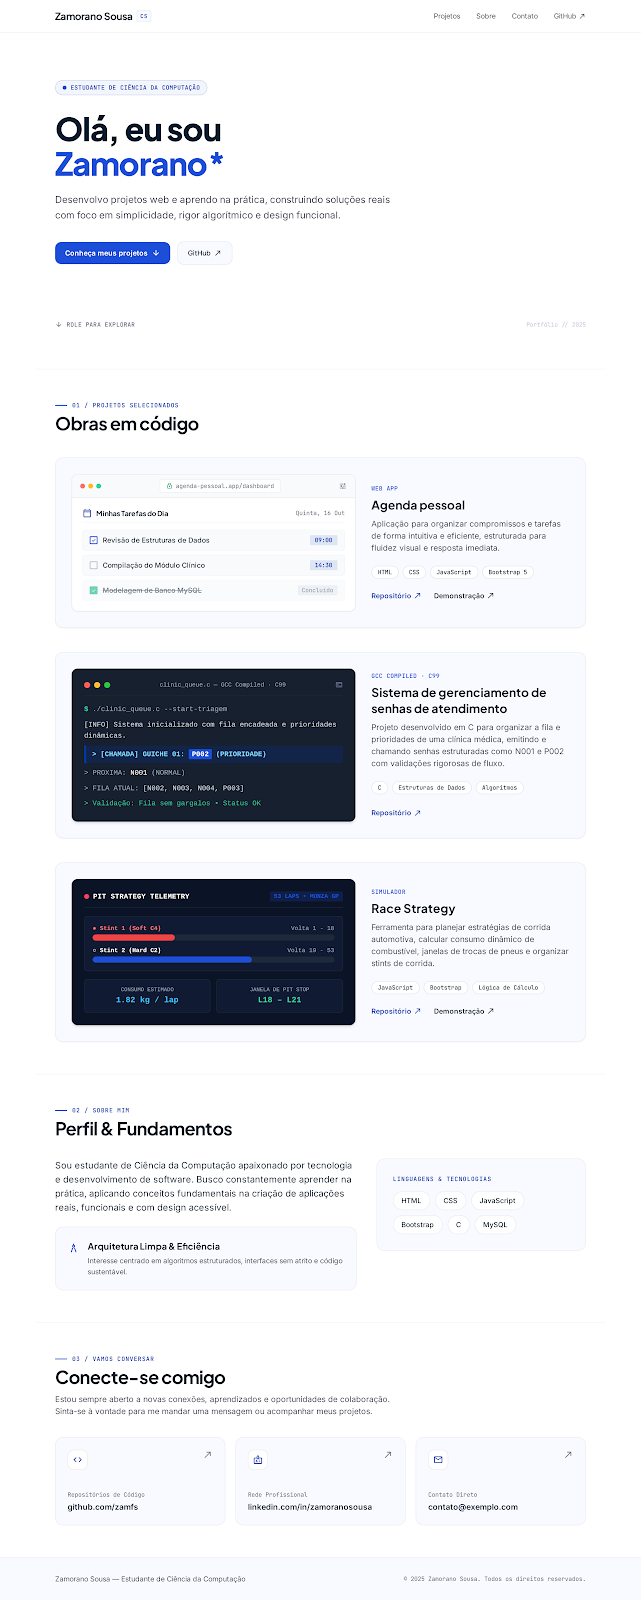 Zamorano Sousa CS
Projetos Sobre Contato GitHub ↗
ESTUDANTE DE CIÊNCIA DA COMPUTAÇÃO
Olá, eu sou
Zamorano*
Desenvolvo projetos web e aprendo na prática, construindo soluções reais
com foco em simplicidade, rigor algorítmico e design funcional.
Conheça meus projetos ↓
GitHub ↗
↓ ROLE PARA EXPLORAR
Portfólio // 2025
01 / PROJETOS SELECIONADOS
Obras em código
agenda-pessoal.app/dashboard
Minhas Tarefas do Dia
Quinta, 16 Out
Revisão de Estruturas de Dados
09:00
Compilação do Módulo Clínico
14:30
Modelagem de Banco MySQL
Concluído
WEB APP
Agenda pessoal
Aplicação para organizar compromissos e tarefas
de forma intuitiva e eficiente, estruturada para
fluidez visual e resposta imediata.
HTML CSS JavaScript Bootstrap 5
Repositório ↗ Demonstração ↗
clinic_queue.c — GCC Compiled · C99
$ ./clinic_queue.c --start-triagem
[INFO] Sistema inicializado com fila encadeada e prioridades
dinâmicas.
> [CHAMADA] GUICHE 01: P002 (PRIORIDADE)
> PROXIMA: N001 (NORMAL)
> FILA ATUAL: [N002, N003, N004, P003]
> Validação: Fila sem gargalos • Status OK
GCC COMPILED · C99
Sistema de gerenciamento de
senhas de atendimento
Projeto desenvolvido em C para organizar a fila e
prioridades de uma clínica médica, emitindo e
chamando senhas estruturadas como N001 e P002
com validações rigorosas de fluxo.
C Estruturas de Dados Algoritmos
Repositório ↗
PIT STRATEGY TELEMETRY
53 LAPS • MONZA GP
Stint 1 (Soft C4)
Volta 1 - 18
Stint 2 (Hard C2)
Volta 19 - 53
CONSUMO ESTIMADO
1.82 kg / lap
JANELA DE PIT STOP
L18 – L21
SIMULADOR
Race Strategy
Ferramenta para planejar estratégias de corrida
automotiva, calcular consumo dinâmico de
combustível, janelas de trocas de pneus e organizar
stints de corrida.
JavaScript Bootstrap Lógica de Cálculo
Repositório ↗ Demonstração ↗
02 / SOBRE MIM
Perfil & Fundamentos
Sou estudante de Ciência da Computação apaixonado por tecnologia
e desenvolvimento de software. Busco constantemente aprender na
prática, aplicando conceitos fundamentais na criação de aplicações
reais, funcionais e com design acessível.
Arquitetura Limpa & Eficiência
Interesse centrado em algoritmos estruturados, interfaces sem atrito e código
sustentável.
LINGUAGENS & TECNOLOGIAS
HTML CSS JavaScript
Bootstrap C MySQL
03 / VAMOS CONVERSAR
Conecte-se comigo
Estou sempre aberto a novas conexões, aprendizados e oportunidades de colaboração.
Sinta-se à vontade para me mandar uma mensagem ou acompanhar meus projetos.
Repositórios de Código
github.com/zamfs
Rede Profissional
linkedin.com/in/zamoranosousa
Contato Direto
contato@exemplo.com
Zamorano Sousa — Estudante de Ciência da Computação
© 2025 Zamorano Sousa. Todos os direitos reservados.